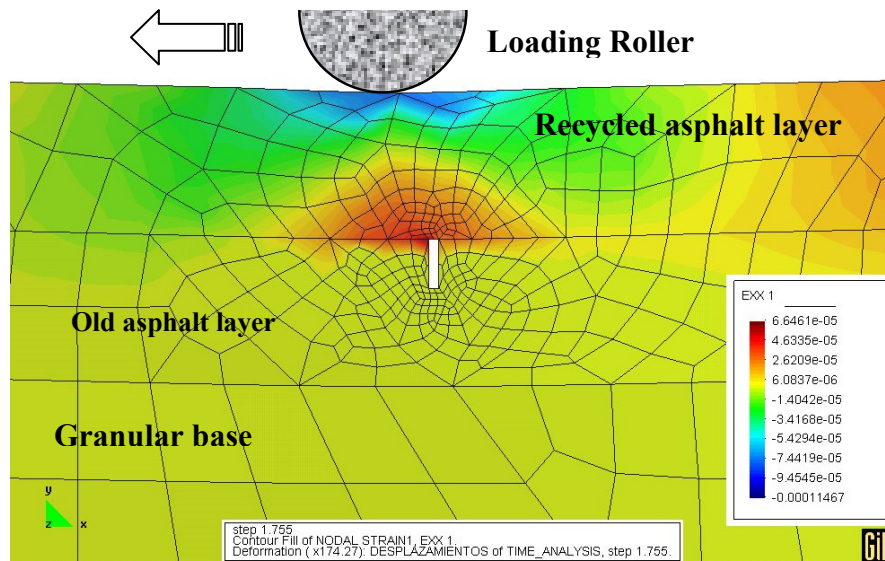 Loading Roller
Recycled asphalt layer
Old asphalt layer
Granular base
EXX 1
6.6461e-05
4.6335e-05
2.6209e-05
6.0837e-06
-1.4042e-05
-3.4168e-05
-5.4294e-05
-7.4419e-05
-9.4545e-05
-0.00011467
y
z x
step 1.755
Contour Fill of NODAL STRAIN1, EXX 1.
Deformation ( x174.27): DESPLAZAMIENTOS of TIME_ANALYSIS, step 1.755.
GiD